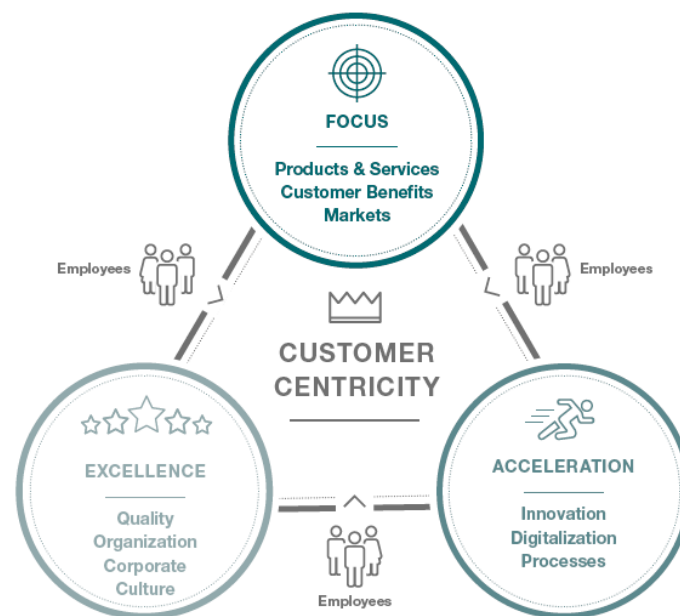 FOCUS
Products & Services
Customer Benefits
Markets
Employees
Employees
CUSTOMER
CENTRICITY
EXCELLENCE
Quality
Organization
Corporate
Culture
ACCELERATION
Innovation
Digitalization
Processes
Employees